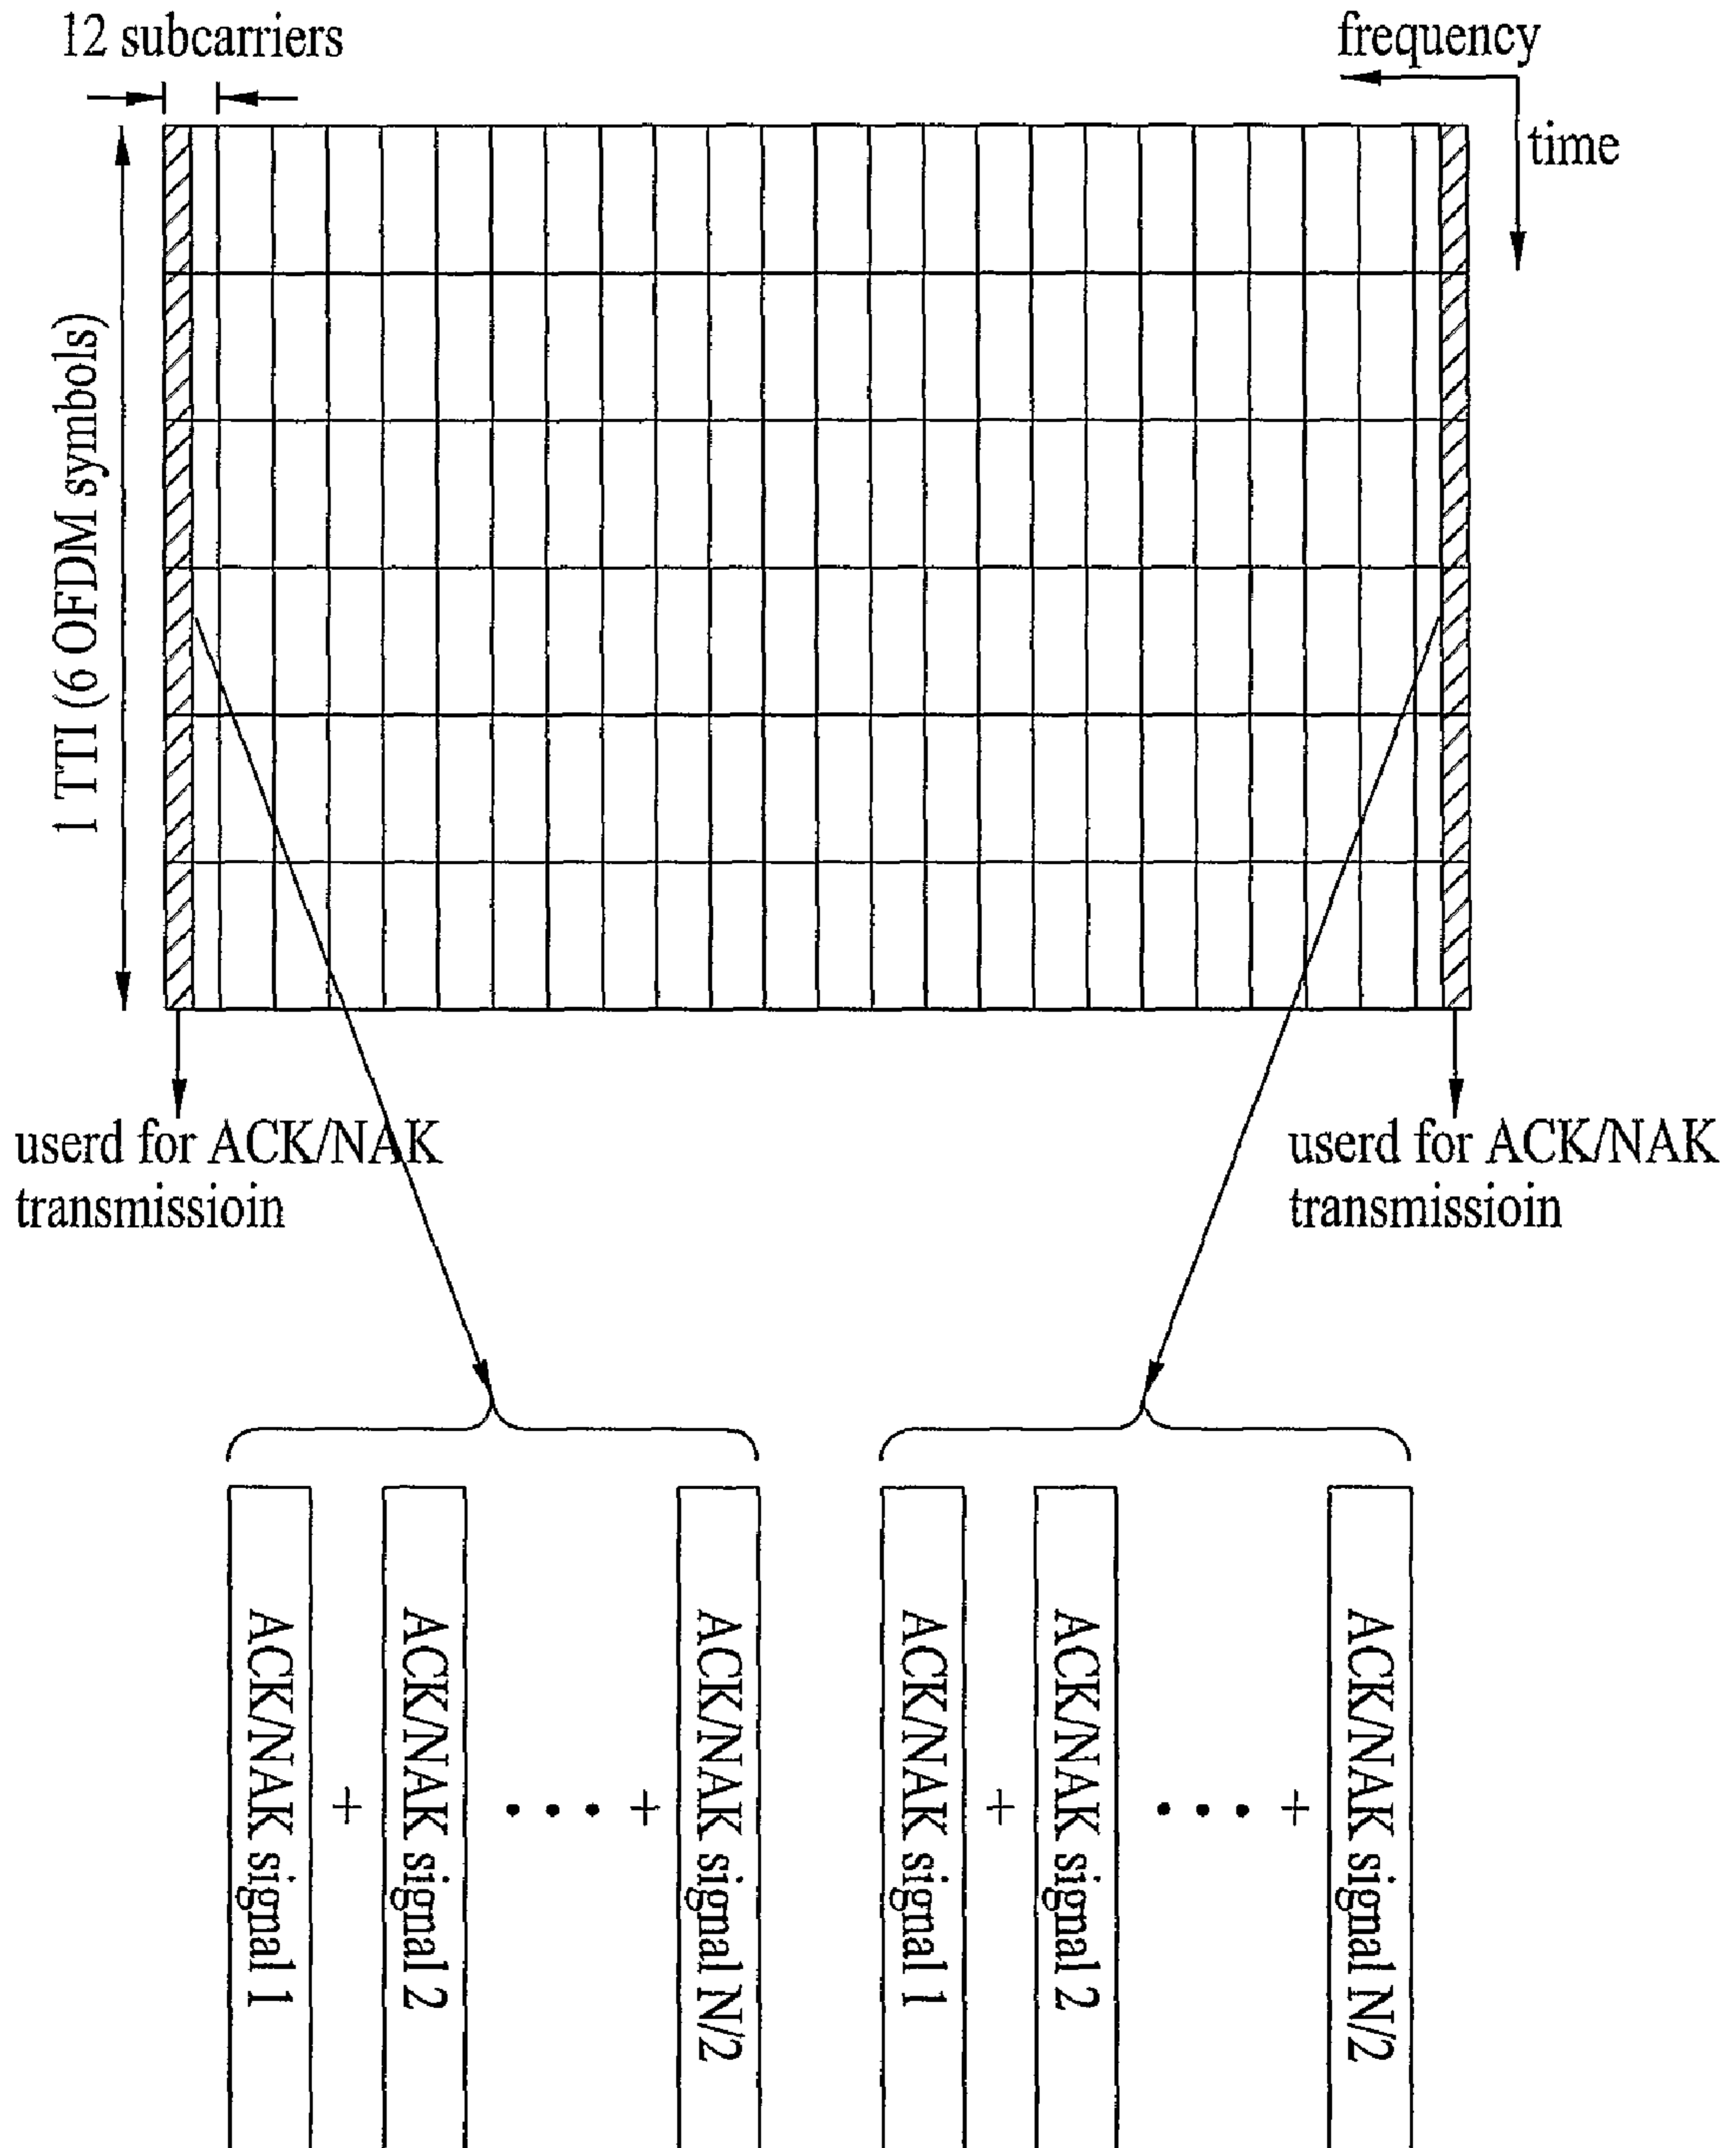 12 subcarriers
frequency
time
1 TTI (6 OFDM symbols)
userd for ACK/NAK
transmissioin
userd for ACK/NAK
transmissioin
ACK/NAK signal 1
+
ACK/NAK signal 2
• • • +
ACK/NAK signal N/2
ACK/NAK signal 1
+
ACK/NAK signal 2
• • • +
ACK/NAK signal N/2